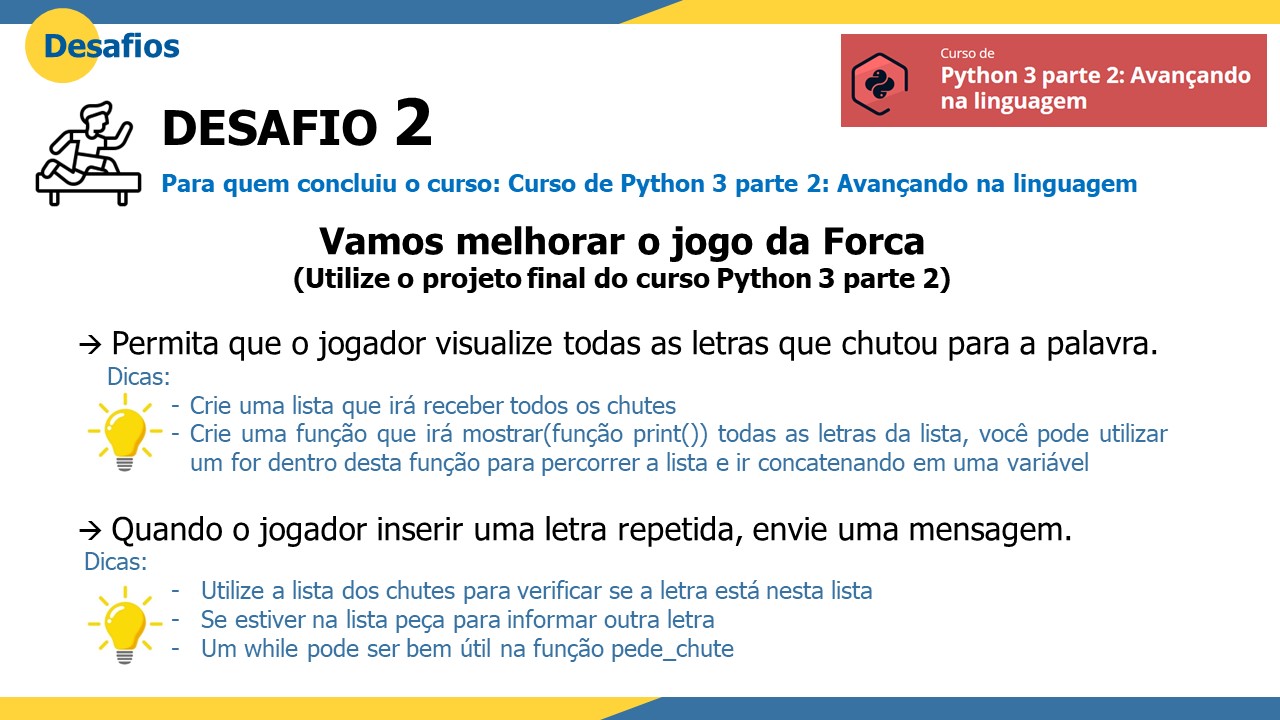 Desafios
Curso de
Python 3 parte 2: Avançando
na linguagem
DESAFIO 2
Para quem concluiu o curso: Curso de Python 3 parte 2: Avançando na linguagem
Vamos melhorar o jogo da Forca
(Utilize o projeto final do curso Python 3 parte 2)
→ Permita que o jogador visualize todas as letras que chutou para a palavra.
Dicas:
- Crie uma lista que irá receber todos os chutes
- Crie uma função que irá mostrar(função print()) todas as letras da lista, você pode utilizar
um for dentro desta função para percorrer a lista e ir concatenando em uma variável
→ Quando o jogador inserir uma letra repetida, envie uma mensagem.
Dicas:
- Utilize a lista dos chutes para verificar se a letra está nesta lista
- Se estiver na lista peça para informar outra letra
- Um while pode ser bem útil na função pede_chute